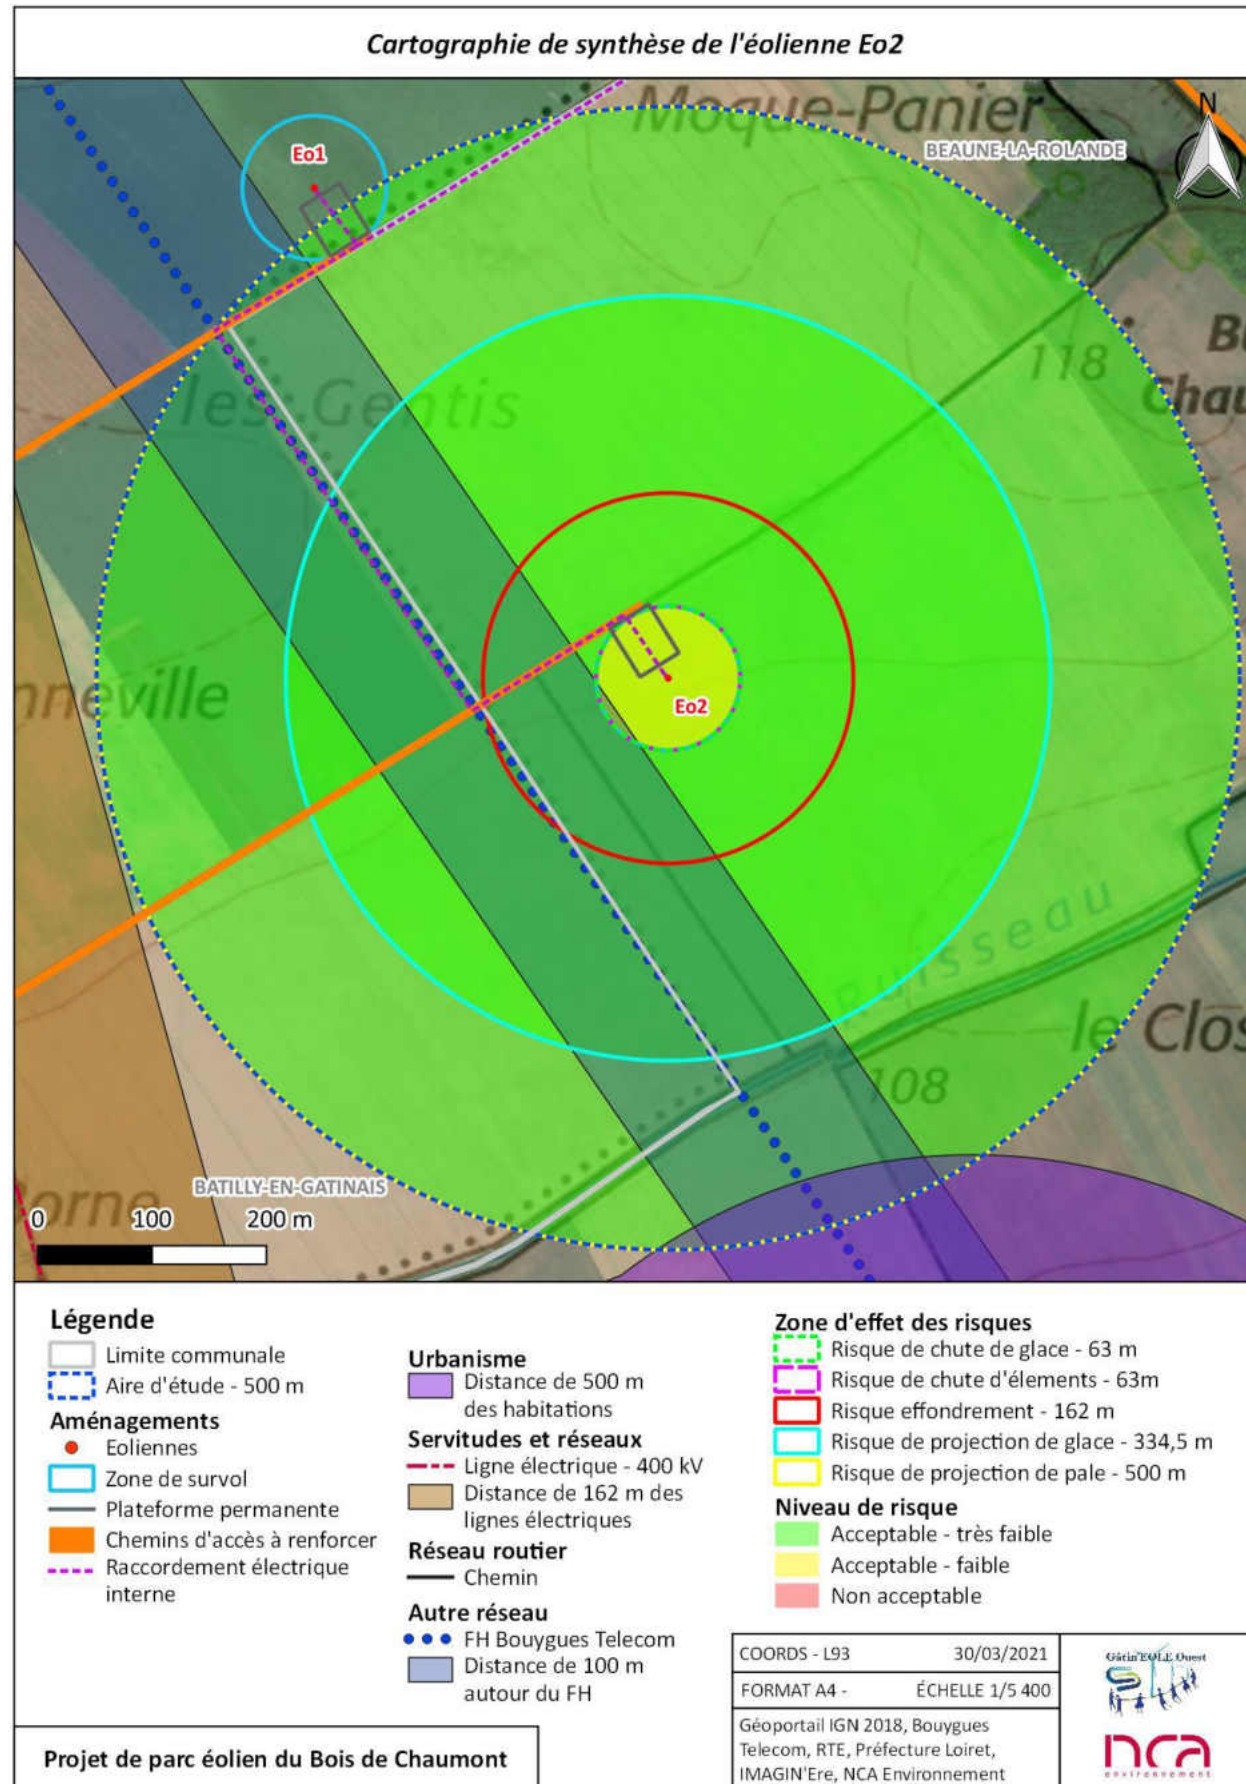 Cartographie de synthèse de l'éolienne Eo2
Moque-Panier
N
BEAUNE-LA-ROLANDE
Eo1
118
Chau
les Gentis
nneville
Eo2
Ruisseau
le Clos
108
BATILLY-EN-GATINAIS
orne
0 100 200 m
Légende
Limite communale
Aire d'étude - 500 m
Aménagements
Eoliennes
Zone de survol
Plateforme permanente
Chemins d'accès à renforcer
Raccordement électrique
interne
Urbanisme
Distance de 500 m
des habitations
Servitudes et réseaux
Ligne électrique - 400 kV
Distance de 162 m des
lignes électriques
Réseau routier
Chemin
Autre réseau
FH Bouygues Telecom
Distance de 100 m
autour du FH
Zone d'effet des risques
Risque de chute de glace - 63 m
Risque de chute d'élements - 63m
Risque effondrement - 162 m
Risque de projection de glace - 334,5 m
Risque de projection de pale - 500 m
Niveau de risque
Acceptable - très faible
Acceptable - faible
Non acceptable
COORDS - L93 30/03/2021
FORMAT A4 - ÉCHELLE 1/5 400
Géoportail IGN 2018, Bouygues
Telecom, RTE, Préfecture Loiret,
IMAGIN'Ere, NCA Environnement
Gâtin'EOLE Ouest
nca
environnement
Projet de parc éolien du Bois de Chaumont